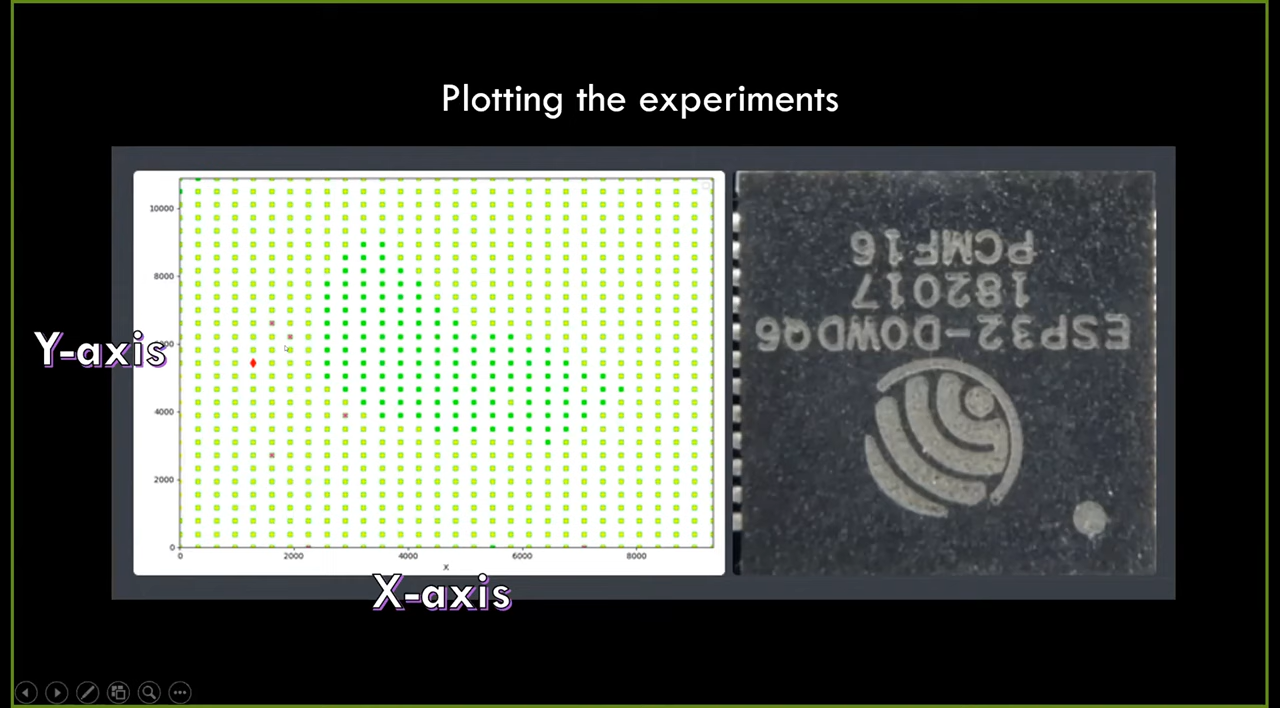 Plotting the experiments
10000
8000
4000
2000
0
0 2000 4000 6000 8000
X
Y-axis
X-axis
ESP32-D0WDQ6
182017
PCMF16